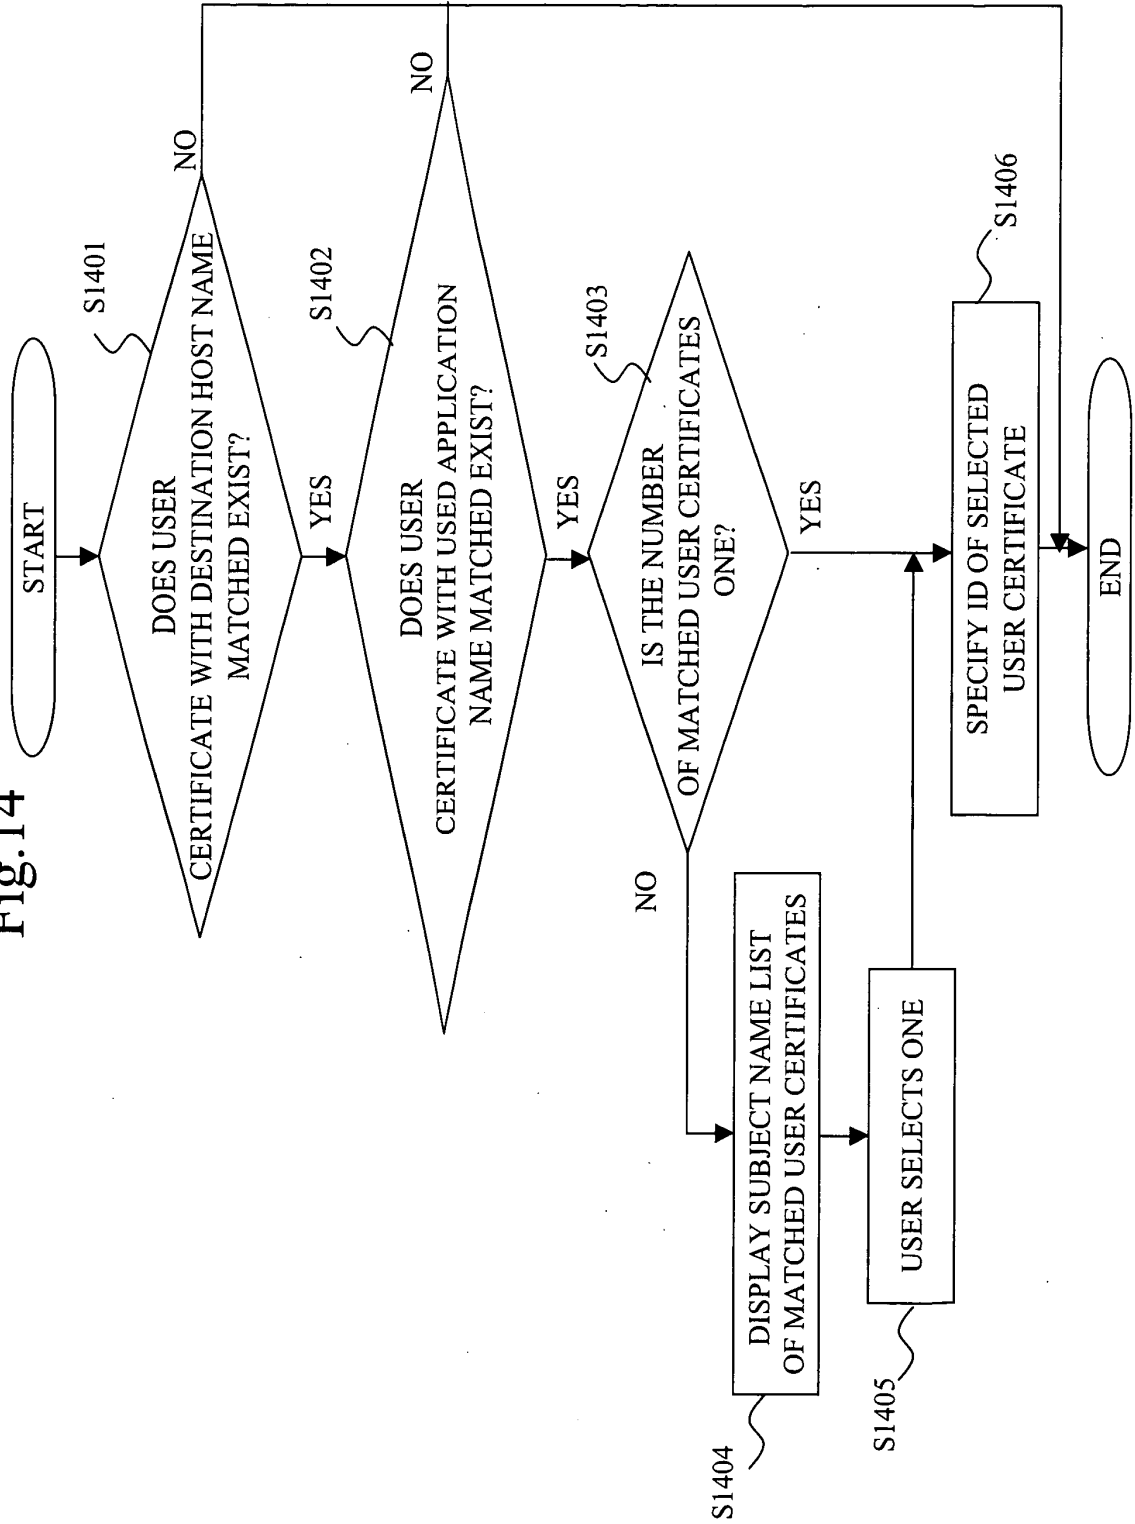 Fig.14
START
S1401
DOES USER
CERTIFICATE WITH DESTINATION HOST NAME
MATCHED EXIST?
NO
YES
S1402
DOES USER
CERTIFICATE WITH USED APPLICATION
NAME MATCHED EXIST?
NO
YES
S1403
IS THE NUMBER
OF MATCHED USER CERTIFICATES
ONE?
NO
YES
S1404
DISPLAY SUBJECT NAME LIST
OF MATCHED USER CERTIFICATES
S1405
USER SELECTS ONE
S1406
SPECIFY ID OF SELECTED
USER CERTIFICATE
END